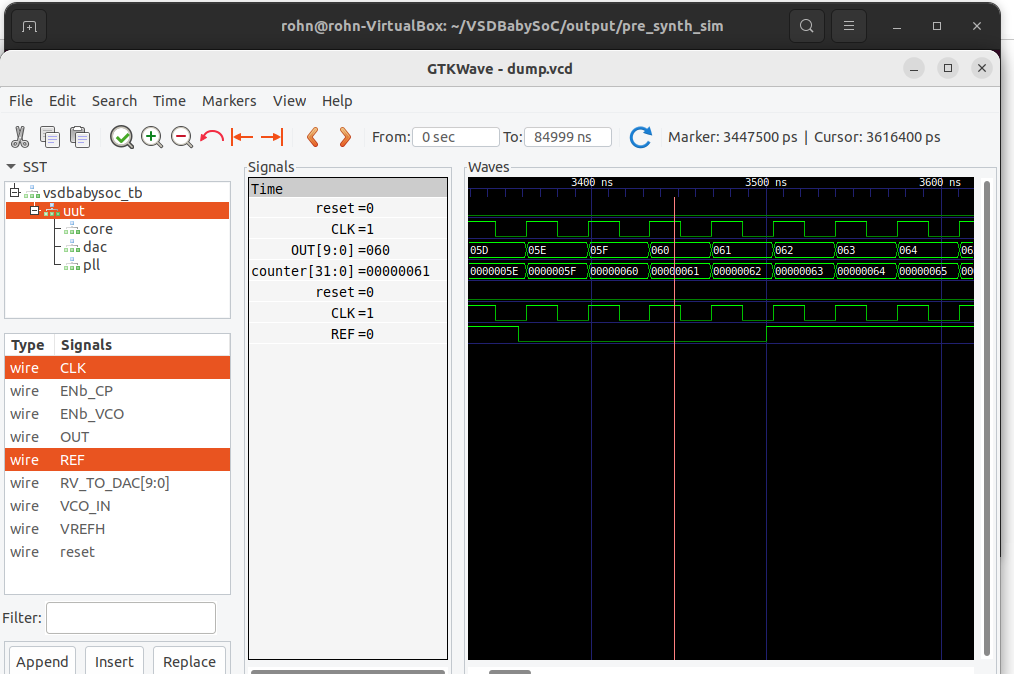 rohn@rohn-VirtualBox: ~/VSDBabySoC/output/pre_synth_sim
GTKWave - dump.vcd
File Edit Search Time Markers View Help
From: 0 sec To: 84999 ns Marker: 3447500 ps | Cursor: 3616400 ps
SST
vsdbabysoc_tb
uut
core
dac
pll
Type Signals
wire CLK
wire ENb_CP
wire ENb_VCO
wire OUT
wire REF
wire RV_TO_DAC[9:0]
wire VCO_IN
wire VREFH
wire reset
Filter:
Append Insert Replace
Signals
Time
reset =0
CLK =1
OUT[9:0] =060
counter[31:0] =00000061
reset =0
CLK =1
REF =0
Waves
3400 ns 3500 ns 3600 ns
05D 05E 05F 060 061 062 063 064 06
0000005E 0000005F 00000060 00000061 00000062 00000063 00000064 00000065 00